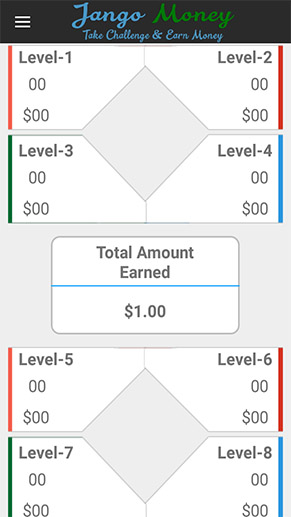 Jango Money
Take Challenge & Earn Money
Level-1 Level-2
00 00
$00 $00
Level-3 Level-4
00 00
$00 $00
Total Amount
Earned
$1.00
Level-5 Level-6
00 00
$00 $00
Level-7 Level-8
00 00
$00 $00